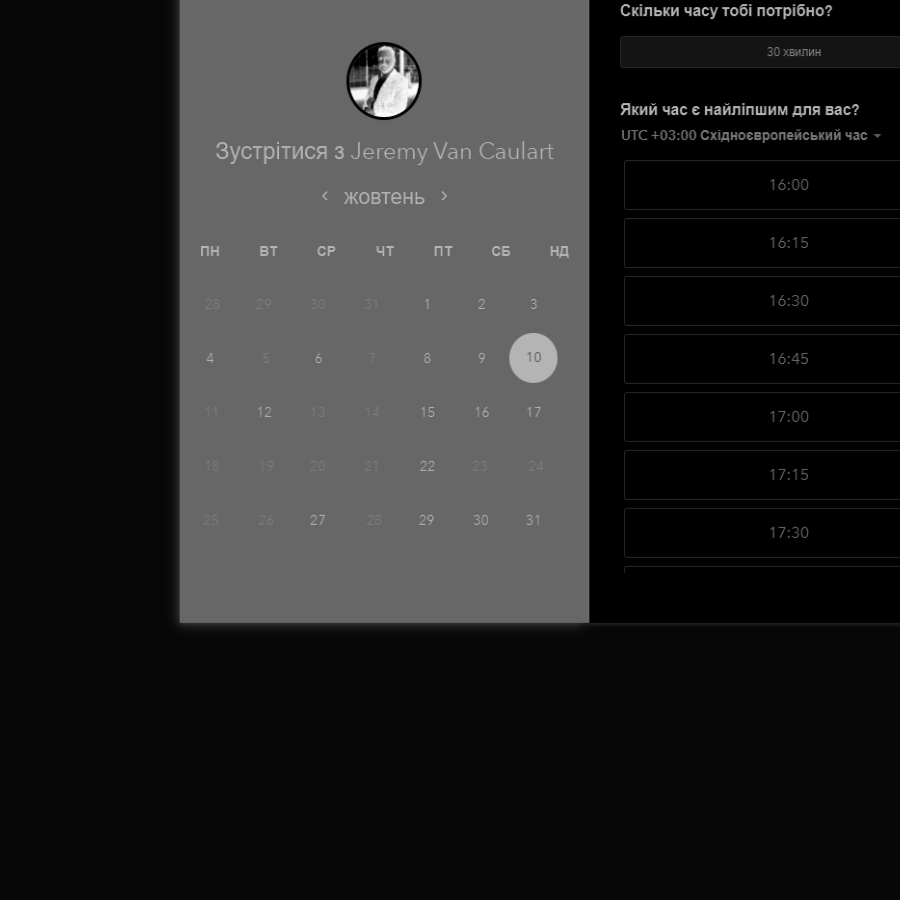 Зустрітися з Jeremy Van Caulart
жовтень
ПН ВТ СР ЧТ ПТ СБ НД
28 29 30 31 1 2 3
4 5 6 7 8 9 10
11 12 13 14 15 16 17
18 19 20 21 22 23 24
25 26 27 28 29 30 31
Скільки часу тобі потрібно?
30 хвилин
Який час є найліпшим для вас?
UTC +03:00 Східноєвропейський час
16:00
16:15
16:30
16:45
17:00
17:15
17:30